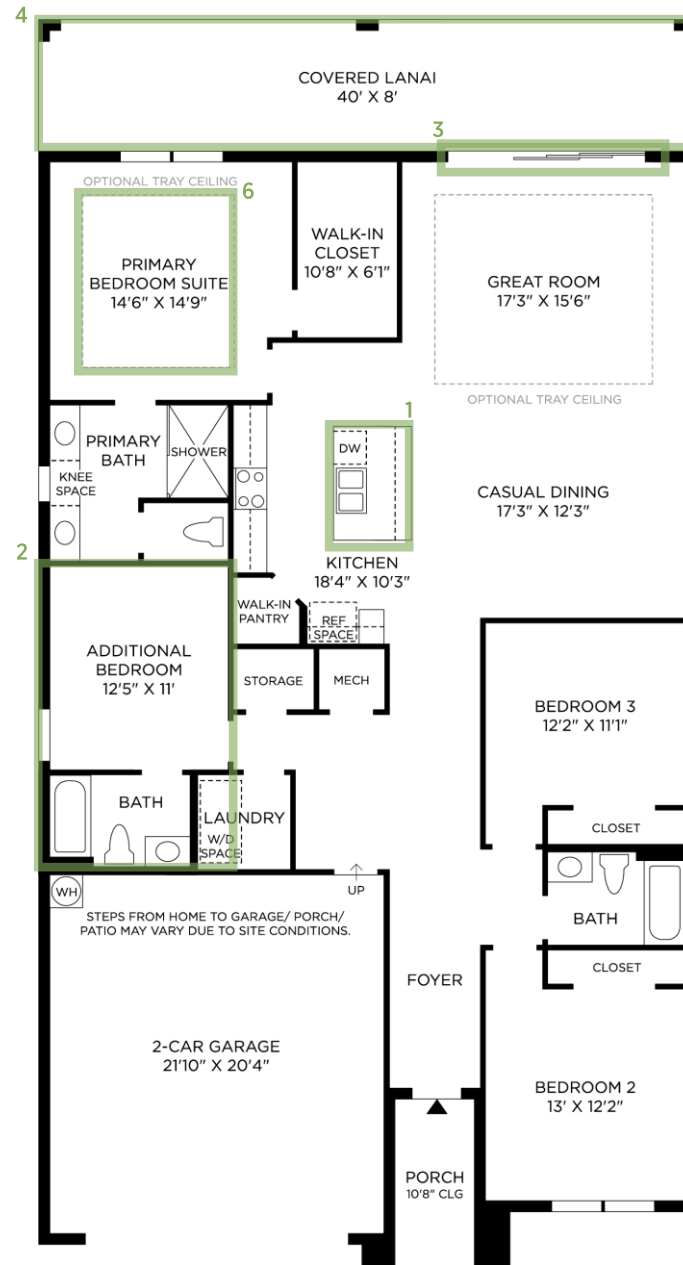 4
COVERED LANAI
40' X 8'
3
OPTIONAL TRAY CEILING
6
PRIMARY
BEDROOM SUITE
14'6" X 14'9"
WALK-IN
CLOSET
10'8" X 6'1"
GREAT ROOM
17'3" X 15'6"
OPTIONAL TRAY CEILING
1
PRIMARY
BATH
SHOWER
KNEE
SPACE
DW
CASUAL DINING
17'3" X 12'3"
KITCHEN
18'4" X 10'3"
2
WALK-IN
PANTRY
REF
SPACE
ADDITIONAL
BEDROOM
12'5" X 11'
STORAGE
MECH
BEDROOM 3
12'2" X 11'1"
BATH
LAUNDRY
W/D
SPACE
CLOSET
UP
WH
STEPS FROM HOME TO GARAGE/ PORCH/
PATIO MAY VARY DUE TO SITE CONDITIONS.
BATH
CLOSET
FOYER
2-CAR GARAGE
21'10" X 20'4"
BEDROOM 2
13' X 12'2"
PORCH
10'8" CLG